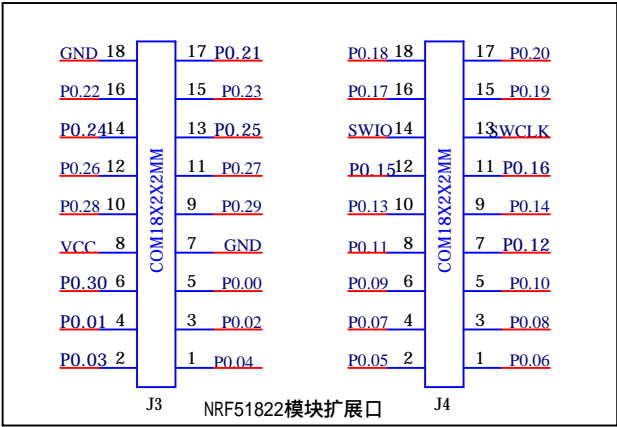 GND 18 17 P0.21 P0.18 18 17 P0.20
P0.22 16 15 P0.23 P0.17 16 15 P0.19
P0.24 14 13 P0.25 SWIO 14 13 SWCLK
P0.26 12 11 P0.27 P0.15 12 11 P0.16
P0.28 10 9 P0.29 P0.13 10 9 P0.14
VCC 8 7 GND P0.11 8 7 P0.12
P0.30 6 5 P0.00 P0.09 6 5 P0.10
P0.01 4 3 P0.02 P0.07 4 3 P0.08
P0.03 2 1 P0.04 P0.05 2 1 P0.06
COM18X2X2MM COM18X2X2MM
J3 NRF51822模块扩展口 J4